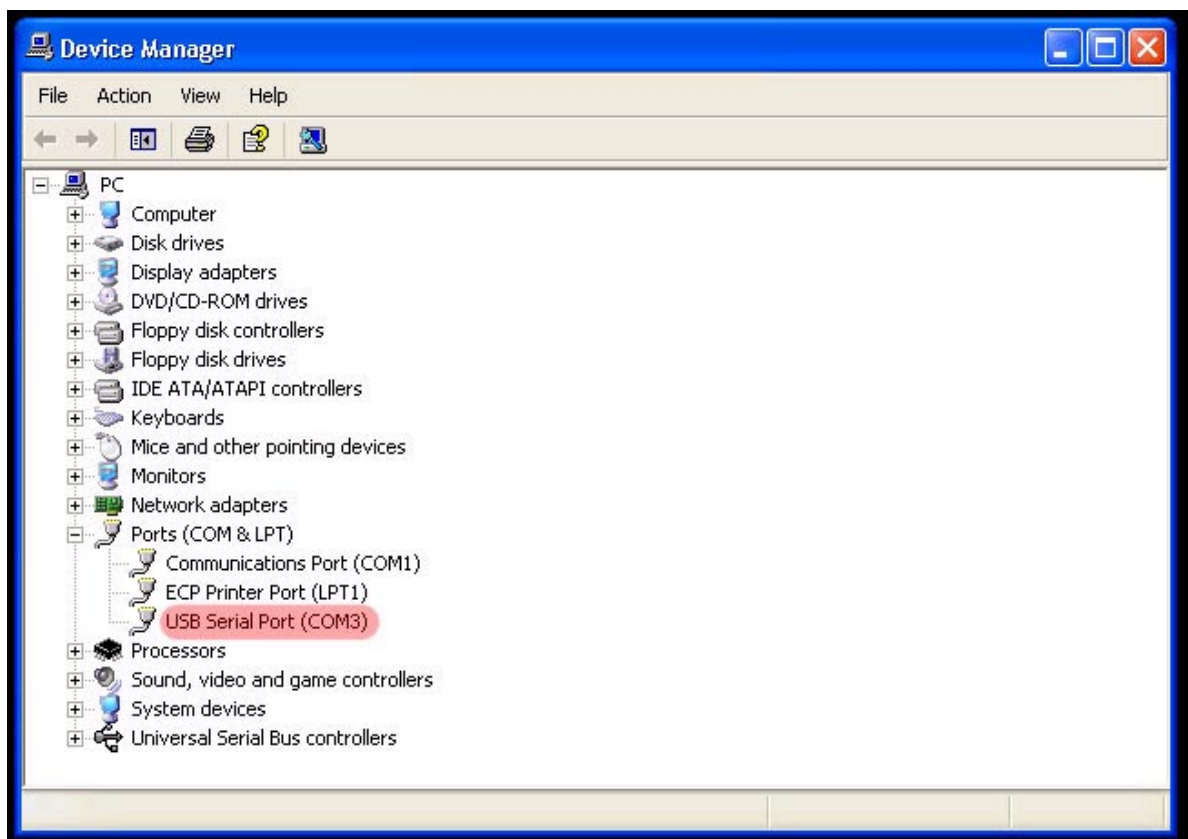 Device Manager
File Action View Help
PC
Computer
Disk drives
Display adapters
DVD/CD-ROM drives
Floppy disk controllers
Floppy disk drives
IDE ATA/ATAPI controllers
Keyboards
Mice and other pointing devices
Monitors
Network adapters
Ports (COM & LPT)
Communications Port (COM1)
ECP Printer Port (LPT1)
USB Serial Port (COM3)
Processors
Sound, video and game controllers
System devices
Universal Serial Bus controllers